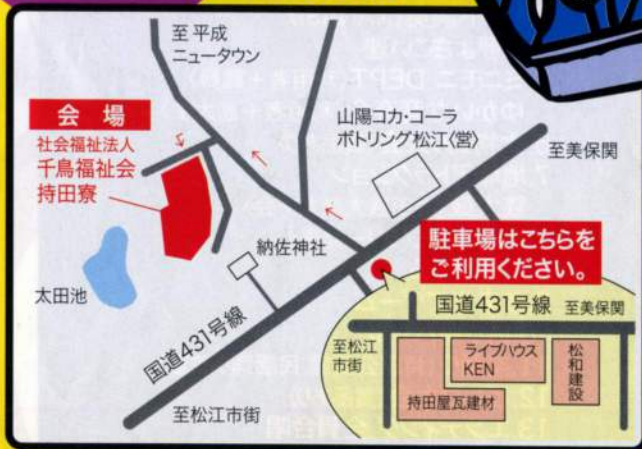 至 平成
ニュータウン
会 場
社会福祉法人
千鳥福祉会
持田寮
山陽コカ・コーラ
ボトリング松江〈営〉
至美保関
納佐神社
太田池
国道431号線
至松江市街
駐車場はこちらを
ご利用ください。
国道431号線
至美保関
至松江
市街
ライブハウス
KEN
松和建設
持田屋瓦建材